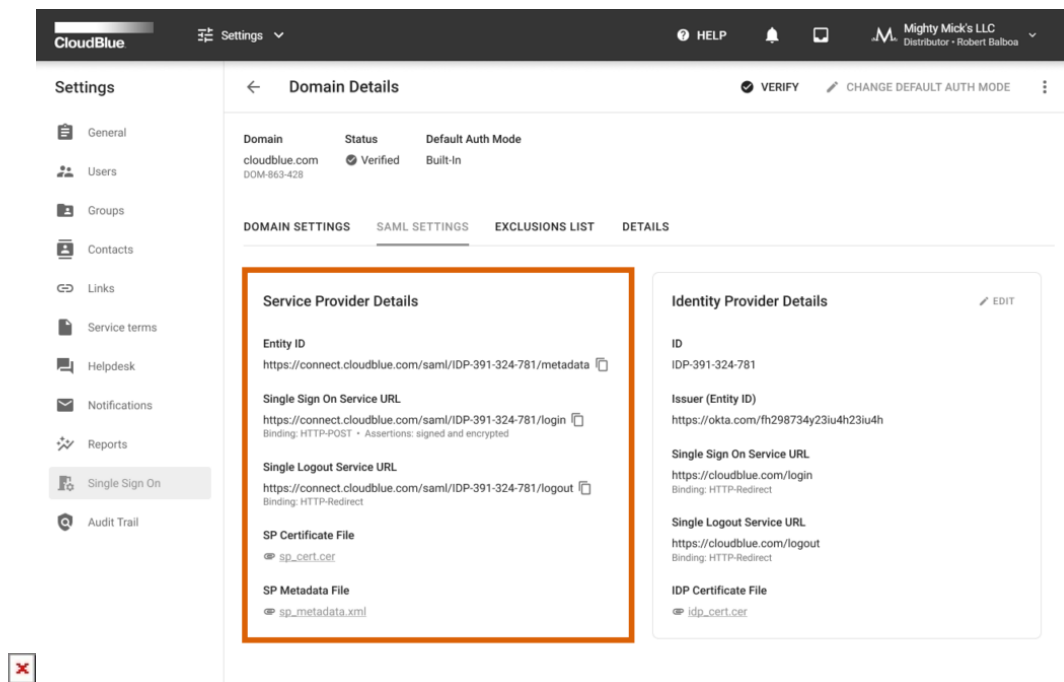 CloudBlue
Settings
HELP
Mighty Mick's LLC
Distributor • Robert Balboa
.M.
Settings
General
Users
Groups
Contacts
Links
Service terms
Helpdesk
Notifications
Reports
Single Sign On
Audit Trail
Domain Details
VERIFY
CHANGE DEFAULT AUTH MODE
Domain
Status
Default Auth Mode
cloudblue.com
Verified
Built-In
DOM-863-428
DOMAIN SETTINGS
SAML SETTINGS
EXCLUSIONS LIST
DETAILS
Service Provider Details
Entity ID
https://connect.cloudblue.com/saml/IDP-391-324-781/metadata
Single Sign On Service URL
https://connect.cloudblue.com/saml/IDP-391-324-781/login
Binding: HTTP-POST • Assertions: signed and encrypted
Single Logout Service URL
https://connect.cloudblue.com/saml/IDP-391-324-781/logout
Binding: HTTP-Redirect
SP Certificate File
sp_cert.cer
SP Metadata File
sp_metadata.xml
Identity Provider Details
EDIT
ID
IDP-391-324-781
Issuer (Entity ID)
https://okta.com/fh298734y23iu4h23iu4h
Single Sign On Service URL
https://cloudblue.com/login
Binding: HTTP-Redirect
Single Logout Service URL
https://cloudblue.com/logout
Binding: HTTP-Redirect
IDP Certificate File
idp_cert.cer